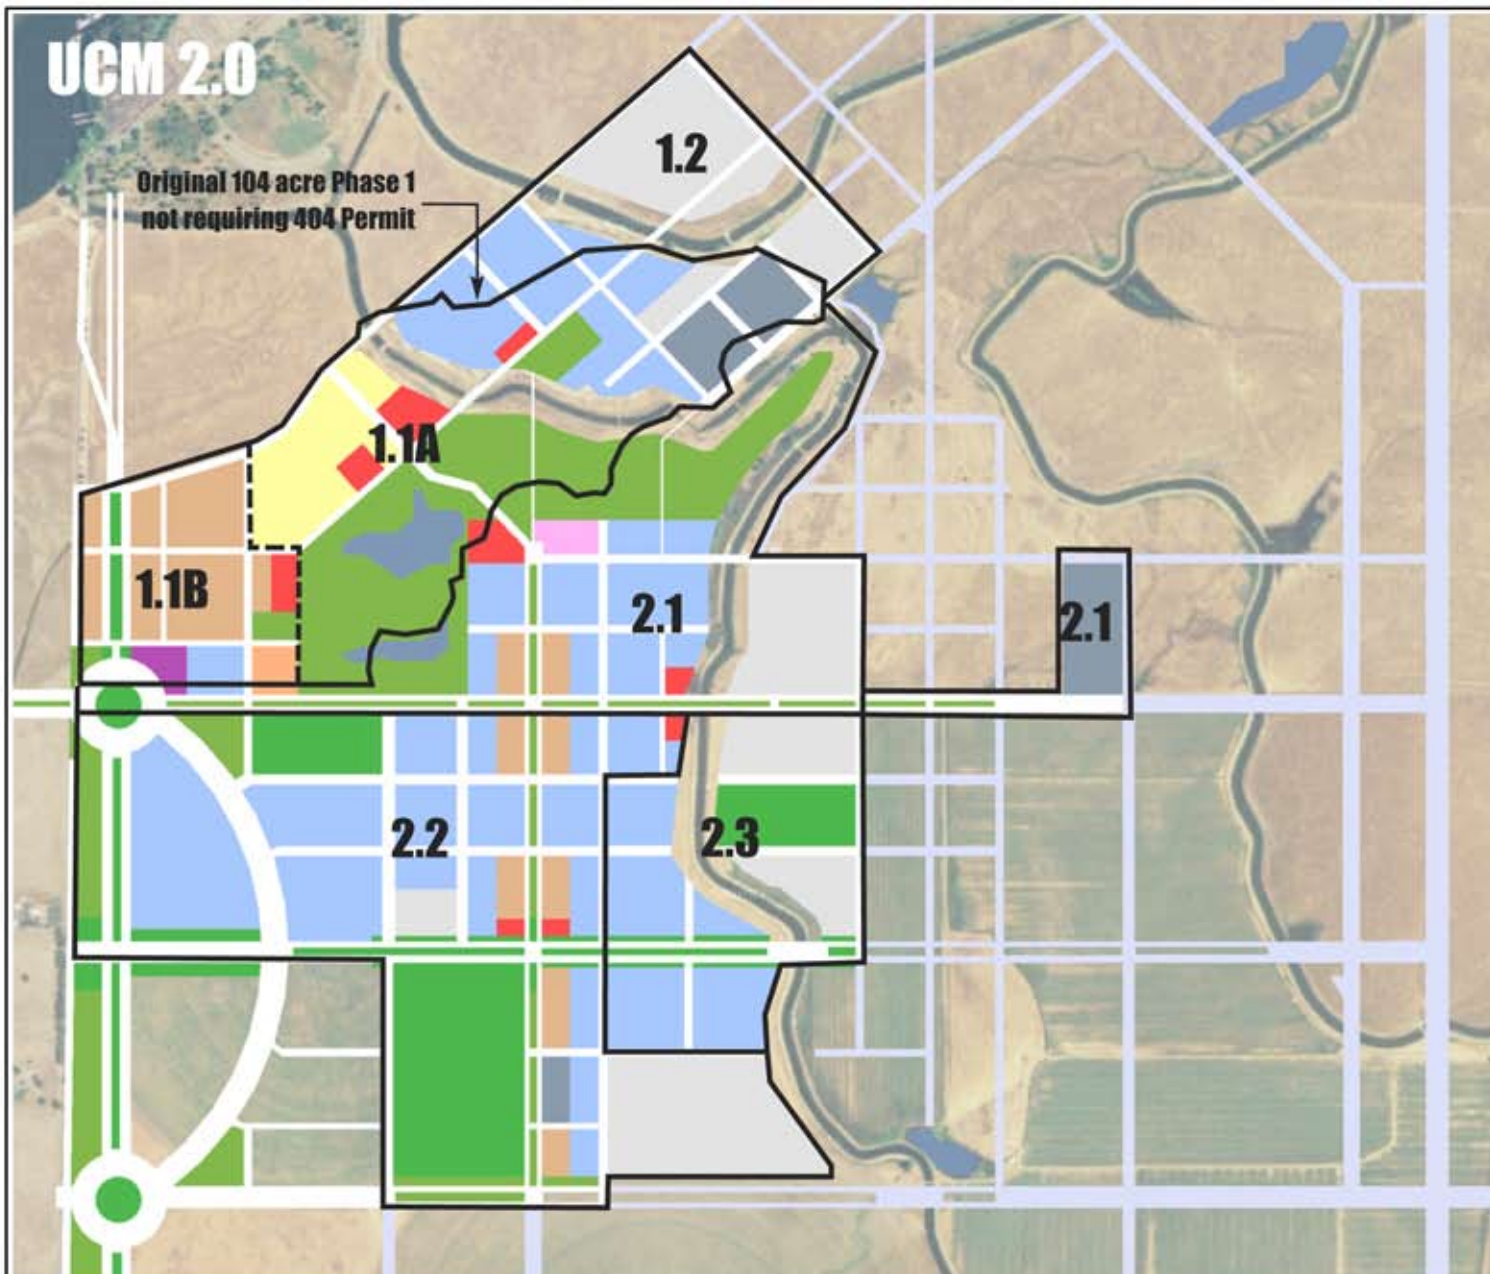 UCM 2.0
1.2
Original 104 acre Phase 1
not requiring 404 Permit
1.1A
1.1B
2.1
2.1
2.2
2.3